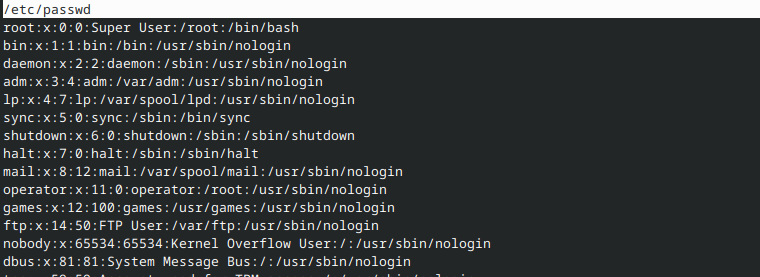 /etc/passwd
root:x:0:0:Super User:/root:/bin/bash
bin:x:1:1:bin:/bin:/usr/sbin/nologin
daemon:x:2:2:daemon:/sbin:/usr/sbin/nologin
adm:x:3:4:adm:/var/adm:/usr/sbin/nologin
lp:x:4:7:lp:/var/spool/lpd:/usr/sbin/nologin
sync:x:5:0:sync:/sbin:/bin/sync
shutdown:x:6:0:shutdown:/sbin:/sbin/shutdown
halt:x:7:0:halt:/sbin:/sbin/halt
mail:x:8:12:mail:/var/spool/mail:/usr/sbin/nologin
operator:x:11:0:operator:/root:/usr/sbin/nologin
games:x:12:100:games:/usr/games:/usr/sbin/nologin
ftp:x:14:50:FTP User:/var/ftp:/usr/sbin/nologin
nobody:x:65534:65534:Kernel Overflow User:/:/usr/sbin/nologin
dbus:x:81:81:System Message Bus:/:/usr/sbin/nologin